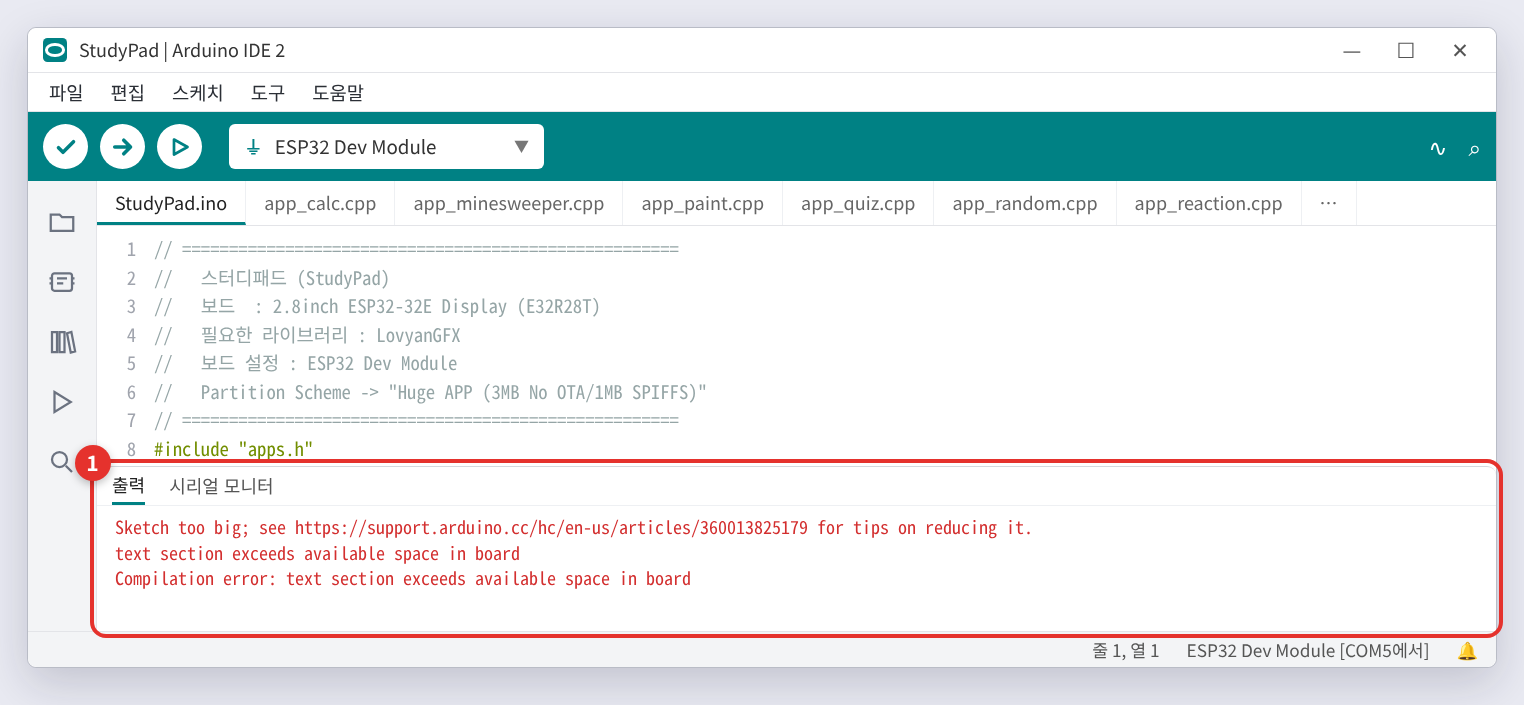 StudyPad | Arduino IDE 2
파일 편집 스케치 도구 도움말
ESP32 Dev Module
StudyPad.ino app_calc.cpp app_minesweeper.cpp app_paint.cpp app_quiz.cpp app_random.cpp app_reaction.cpp ...
1 // =====================================================
2 //   스터디패드 (StudyPad)
3 //   보드  : 2.8inch ESP32-32E Display (E32R28T)
4 //   필요한 라이브러리 : LovyanGFX
5 //   보드 설정 : ESP32 Dev Module
6 //   Partition Scheme -> "Huge APP (3MB No OTA/1MB SPIFFS)"
7 // =====================================================
8 #include "apps.h"
1
출력 시리얼 모니터
Sketch too big; see https://support.arduino.cc/hc/en-us/articles/360013825179 for tips on reducing it.
text section exceeds available space in board
Compilation error: text section exceeds available space in board
줄 1, 열 1 ESP32 Dev Module [COM5에서]